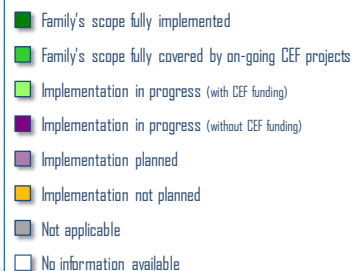 Family's scope fully implemented
Family's scope fully covered by on-going CEF projects
Implementation in progress (with CEF funding)
Implementation in progress (without CEF funding)
Implementation planned
Implementation not planned
Not applicable
No information available